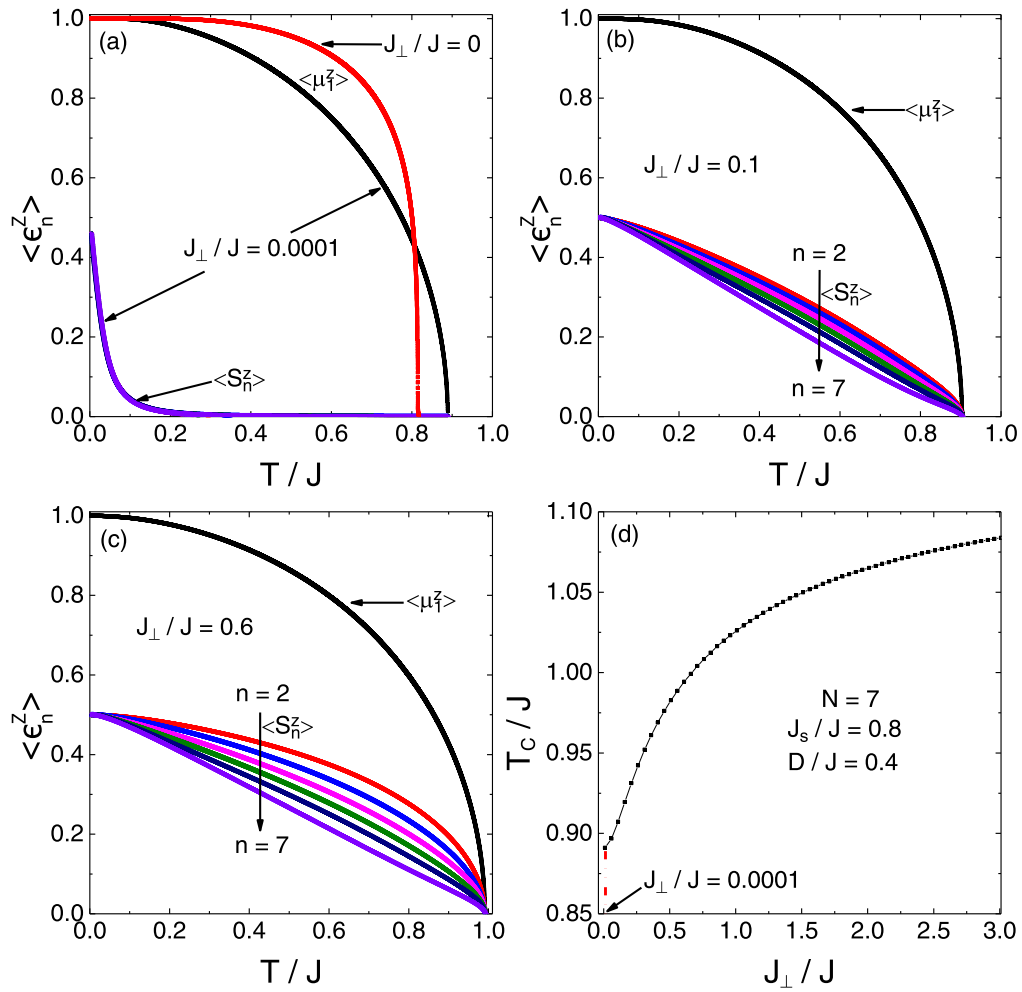 (a)
J⊥ / J = 0
<μ₁ᶻ>
J⊥ / J = 0.0001
<Sₙᶻ>
<ϵₙᶻ>
1.0
0.8
0.6
0.4
0.2
0.0
0.0 0.2 0.4 0.6 0.8 1.0
T / J
(b)
<μ₁ᶻ>
J⊥ / J = 0.1
n = 2
<Sₙᶻ>
n = 7
<ϵₙᶻ>
1.0
0.8
0.6
0.4
0.2
0.0
0.0 0.2 0.4 0.6 0.8 1.0
T / J
(c)
<μ₁ᶻ>
J⊥ / J = 0.6
n = 2
<Sₙᶻ>
n = 7
<ϵₙᶻ>
1.0
0.8
0.6
0.4
0.2
0.0
0.0 0.2 0.4 0.6 0.8 1.0
T / J
(d)
N = 7
Jₛ / J = 0.8
D / J = 0.4
J⊥ / J = 0.0001
T_C / J
1.10
1.05
1.00
0.95
0.90
0.85
0.0 0.5 1.0 1.5 2.0 2.5 3.0
J⊥ / J